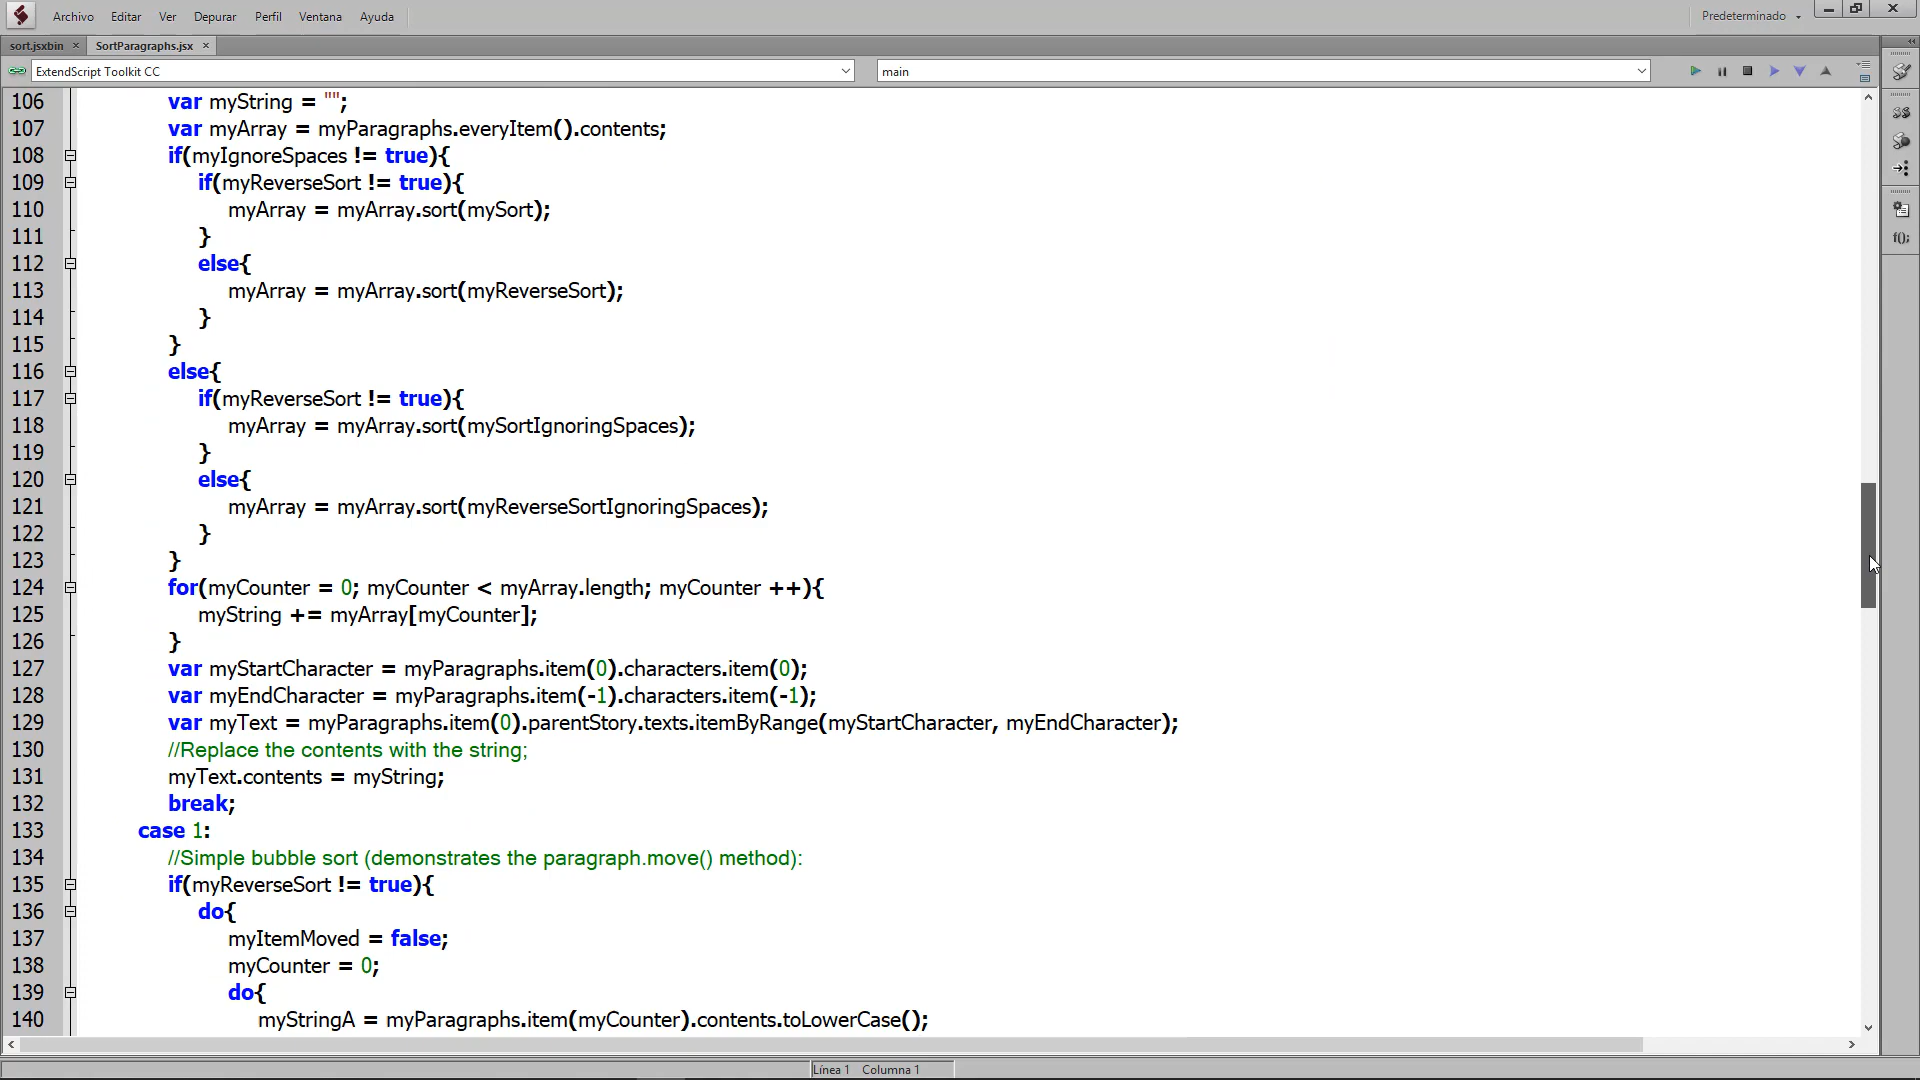 Archivo Editar Ver Depurar Perfil Ventana Ayuda Predeterminado
sort.jsxbin SortParagraphs.jsx
ExtendScript Toolkit CC main
106 var myString = "";
107 var myArray = myParagraphs.everyItem().contents;
108 if(myIgnoreSpaces != true){
109 if(myReverseSort != true){
110 myArray = myArray.sort(mySort);
111 }
112 else{
113 myArray = myArray.sort(myReverseSort);
114 }
115 }
116 else{
117 if(myReverseSort != true){
118 myArray = myArray.sort(mySortIgnoringSpaces);
119 }
120 else{
121 myArray = myArray.sort(myReverseSortIgnoringSpaces);
122 }
123 }
124 for(myCounter = 0; myCounter < myArray.length; myCounter ++){
125 myString += myArray[myCounter];
126 }
127 var myStartCharacter = myParagraphs.item(0).characters.item(0);
128 var myEndCharacter = myParagraphs.item(-1).characters.item(-1);
129 var myText = myParagraphs.item(0).parentStory.texts.itemByRange(myStartCharacter, myEndCharacter);
130 //Replace the contents with the string;
131 myText.contents = myString;
132 break;
133 case 1:
134 //Simple bubble sort (demonstrates the paragraph.move() method):
135 if(myReverseSort != true){
136 do{
137 myItemMoved = false;
138 myCounter = 0;
139 do{
140 myStringA = myParagraphs.item(myCounter).contents.toLowerCase();
f();
Línea 1 Columna 1